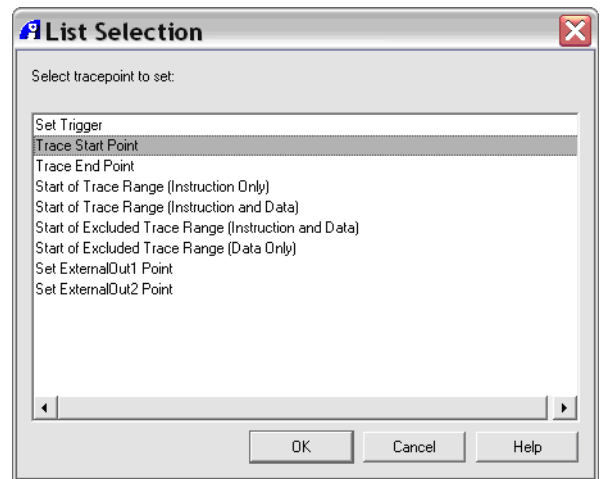 List Selection
Select tracepoint to set:
Set Trigger
Trace Start Point
Trace End Point
Start of Trace Range (Instruction Only)
Start of Trace Range (Instruction and Data)
Start of Excluded Trace Range (Instruction and Data)
Start of Excluded Trace Range (Data Only)
Set ExternalOut1 Point
Set ExternalOut2 Point
OK Cancel Help